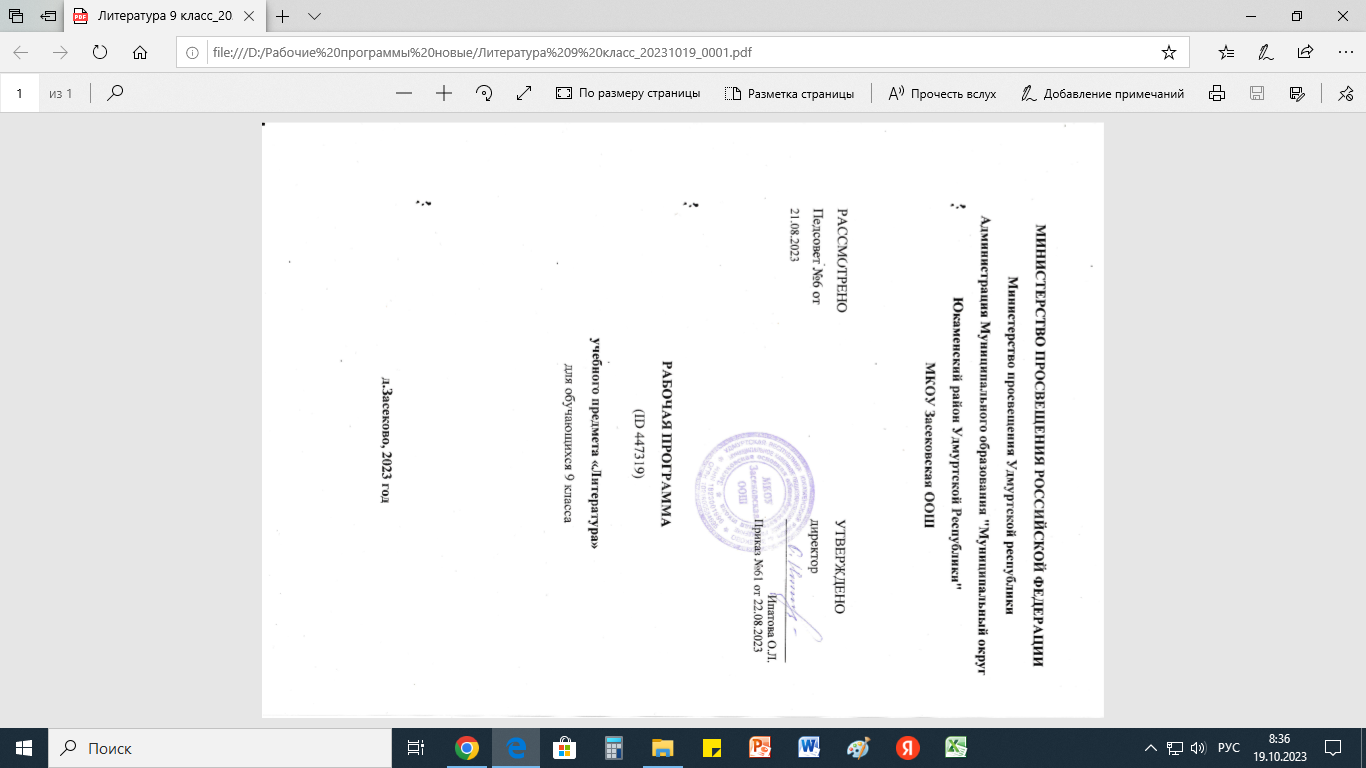 Литература 9 класс_20.
file:///D:/Рабочие%20программы%20новые/Литература%209%20класс_20231019_0001.pdf
1 из 1
По размеру страницы
Разметка страницы
Прочесть вслух
Добавление примечаний
МИНИСТЕРСТВО ПРОСВЕЩЕНИЯ РОССИЙСКОЙ ФЕДЕРАЦИИ
Министерство просвещения Удмуртской республики
Администрация Муниципального образования "Муниципальный округ
Юкаменский район Удмуртской Республики"
МКОУ Засековская ООШ
РАССМОТРЕНО
Педсовет №6 от
21.08.2023
УТВЕРЖДЕНО
директор
Ипатова О.Л.
Приказ №61 от 22.08.2023
МКОУ
Засековская
ООШ
РАБОЧАЯ ПРОГРАММА
(ID 447319)
учебного предмета «Литература»
для обучающихся 9 класса
д.Засеково, 2023 год
Поиск
РУС
8:36
19.10.2023